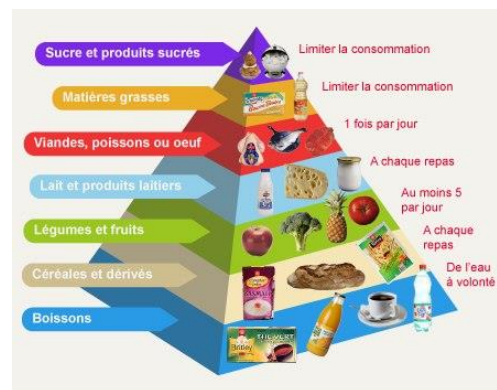 Sucre et produits sucrés
Limiter la consommation
Matières grasses
Limiter la consommation
Viandes, poissons ou oeuf
1 fois par jour
Lait et produits laitiers
A chaque repas
Légumes et fruits
Au moins 5
par jour
Céréales et dérivés
A chaque
repas
Boissons
De l'eau
à volonté
THE VERT